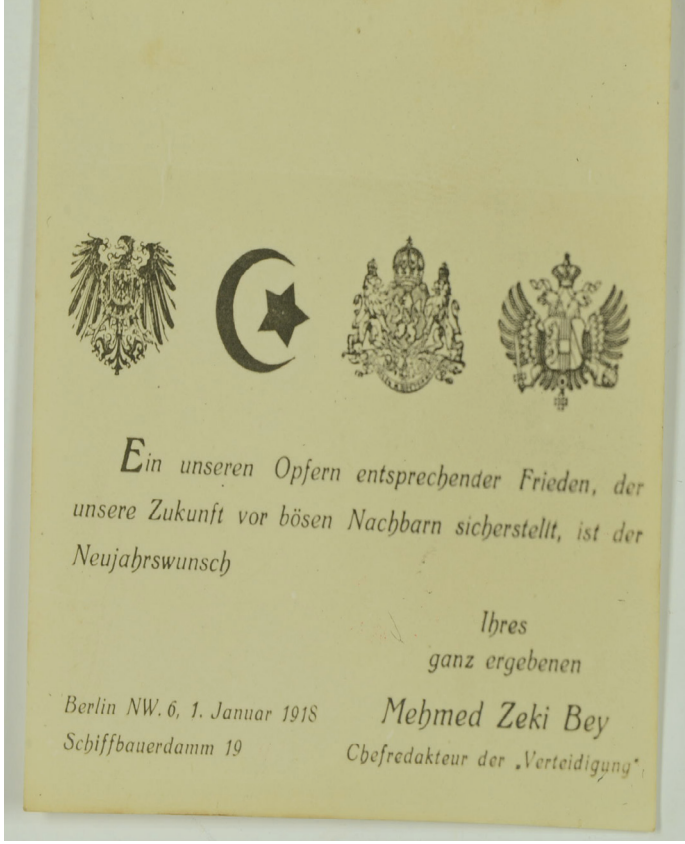 Ein unseren Opfern entsprechender Frieden, der
unsere Zukunft vor bösen Nachbarn sicherstellt, ist der
Neujahrswunsch
Ihres
ganz ergebenen
Mehmed Zeki Bey
Chefredakteur der „Verteidigung“.
Berlin NW. 6, 1. Januar 1918
Schiffbauerdamm 19